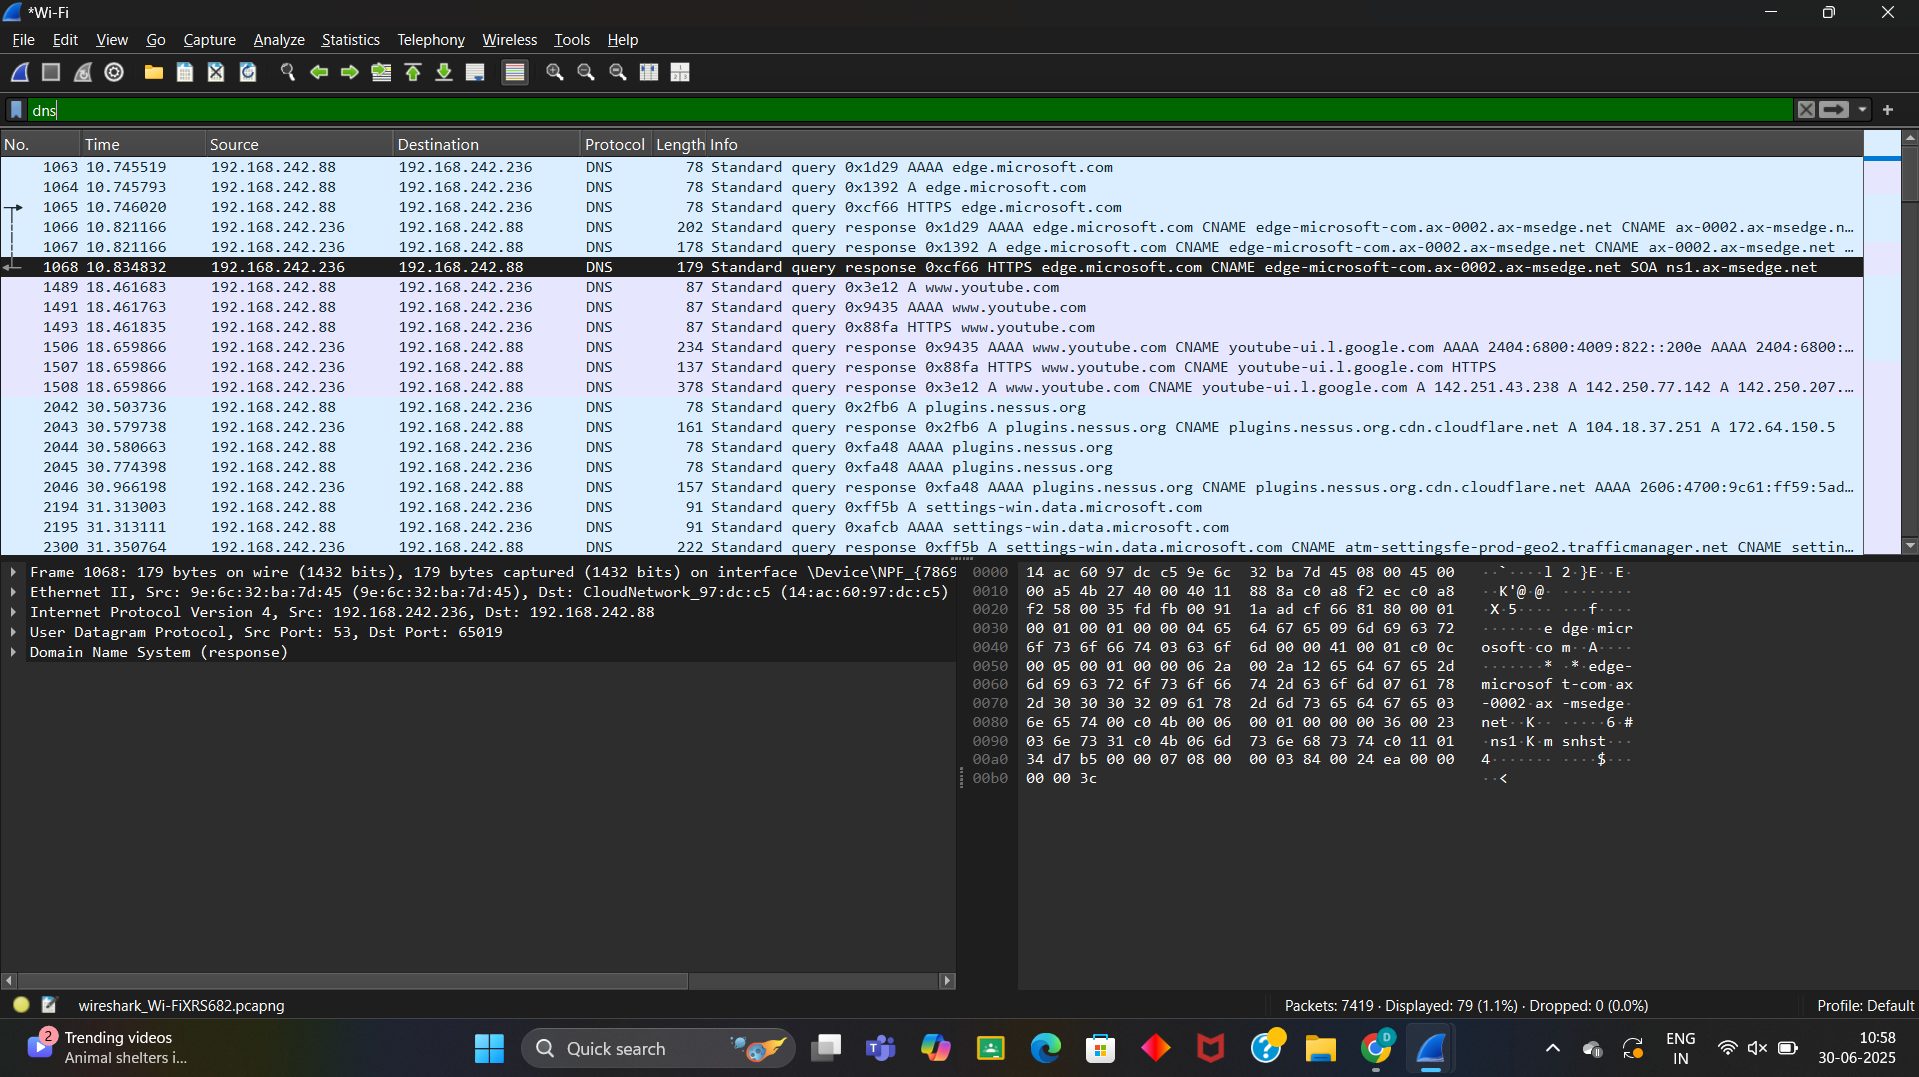 *Wi-Fi
File Edit View Go Capture Analyze Statistics Telephony Wireless Tools Help
dns
No. Time Source Destination Protocol Length Info
1063 10.745519 192.168.242.88 192.168.242.236 DNS 78 Standard query 0x1d29 AAAA edge.microsoft.com
1064 10.745793 192.168.242.88 192.168.242.236 DNS 78 Standard query 0x1392 A edge.microsoft.com
1065 10.746020 192.168.242.88 192.168.242.236 DNS 78 Standard query 0xcf66 HTTPS edge.microsoft.com
1066 10.821166 192.168.242.236 192.168.242.88 DNS 202 Standard query response 0x1d29 AAAA edge.microsoft.com CNAME edge-microsoft-com.ax-0002.ax-msedge.net CNAME ax-0002.ax-msedge.n…
1067 10.821166 192.168.242.236 192.168.242.88 DNS 178 Standard query response 0x1392 A edge.microsoft.com CNAME edge-microsoft-com.ax-0002.ax-msedge.net CNAME ax-0002.ax-msedge.net …
1068 10.834832 192.168.242.236 192.168.242.88 DNS 179 Standard query response 0xcf66 HTTPS edge.microsoft.com CNAME edge-microsoft-com.ax-0002.ax-msedge.net SOA ns1.ax-msedge.net
1489 18.461683 192.168.242.88 192.168.242.236 DNS 87 Standard query 0x3e12 A www.youtube.com
1491 18.461763 192.168.242.88 192.168.242.236 DNS 87 Standard query 0x9435 AAAA www.youtube.com
1493 18.461835 192.168.242.88 192.168.242.236 DNS 87 Standard query 0x88fa HTTPS www.youtube.com
1506 18.659866 192.168.242.236 192.168.242.88 DNS 234 Standard query response 0x9435 AAAA www.youtube.com CNAME youtube-ui.l.google.com AAAA 2404:6800:4009:822::200e AAAA 2404:6800:…
1507 18.659866 192.168.242.236 192.168.242.88 DNS 137 Standard query response 0x88fa HTTPS www.youtube.com CNAME youtube-ui.l.google.com HTTPS
1508 18.659866 192.168.242.236 192.168.242.88 DNS 378 Standard query response 0x3e12 A www.youtube.com CNAME youtube-ui.l.google.com A 142.251.43.238 A 142.250.77.142 A 142.250.207.…
2042 30.503736 192.168.242.88 192.168.242.236 DNS 78 Standard query 0x2fb6 A plugins.nessus.org
2043 30.579738 192.168.242.236 192.168.242.88 DNS 161 Standard query response 0x2fb6 A plugins.nessus.org CNAME plugins.nessus.org.cdn.cloudflare.net A 104.18.37.251 A 172.64.150.5
2044 30.580663 192.168.242.88 192.168.242.236 DNS 78 Standard query 0xfa48 AAAA plugins.nessus.org
2045 30.774398 192.168.242.88 192.168.242.236 DNS 78 Standard query 0xfa48 AAAA plugins.nessus.org
2046 30.966198 192.168.242.236 192.168.242.88 DNS 157 Standard query response 0xfa48 AAAA plugins.nessus.org CNAME plugins.nessus.org.cdn.cloudflare.net AAAA 2606:4700:9c61:ff59:5ad…
2194 31.313003 192.168.242.88 192.168.242.236 DNS 91 Standard query 0xff5b A settings-win.data.microsoft.com
2195 31.313111 192.168.242.88 192.168.242.236 DNS 91 Standard query 0xafcb AAAA settings-win.data.microsoft.com
2300 31.350764 192.168.242.236 192.168.242.88 DNS 222 Standard query response 0xff5b A settings-win.data.microsoft.com CNAME atm-settingsfe-prod-geo2.trafficmanager.net CNAME settin…
Frame 1068: 179 bytes on wire (1432 bits), 179 bytes captured (1432 bits) on interface \Device\NPF_{7869
Ethernet II, Src: 9e:6c:32:ba:7d:45 (9e:6c:32:ba:7d:45), Dst: CloudNetwork_97:dc:c5 (14:ac:60:97:dc:c5)
Internet Protocol Version 4, Src: 192.168.242.236, Dst: 192.168.242.88
User Datagram Protocol, Src Port: 53, Dst Port: 65019
Domain Name System (response)
0000 14 ac 60 97 dc c5 9e 6c 32 ba 7d 45 08 00 45 00 ··`····l 2·}E··E·
0010 00 a5 4b 27 40 00 40 11 88 8a c0 a8 f2 ec c0 a8 ··K'@·@· ········
0020 f2 58 00 35 fd fb 00 91 1a ad cf 66 81 80 00 01 ·X·5···· ···f····
0030 00 01 00 01 00 00 04 65 64 67 65 09 6d 69 63 72 ·······e dge·micr
0040 6f 73 6f 66 74 03 63 6f 6d 00 00 41 00 01 c0 0c osoft·co m··A····
0050 00 05 00 01 00 00 06 2a 00 2a 12 65 64 67 65 2d ·······* ·*·edge-
0060 6d 69 63 72 6f 73 6f 66 74 2d 63 6f 6d 07 61 78 microsof t-com·ax
0070 2d 30 30 30 32 09 61 78 2d 6d 73 65 64 67 65 03 -0002·ax -msedge·
0080 6e 65 74 00 c0 4b 00 06 00 01 00 00 00 36 00 23 net··K·· ·····6·#
0090 03 6e 73 31 c0 4b 06 6d 73 6e 68 73 74 c0 11 01 ·ns1·K·m snhst···
00a0 34 d7 b5 00 00 07 08 00 00 03 84 00 24 ea 00 00 4······· ····$···
00b0 00 00 3c ··<
wireshark_Wi-FiXRS682.pcapng
Packets: 7419 · Displayed: 79 (1.1%) · Dropped: 0 (0.0%)
Profile: Default
2
Trending videos
Animal shelters i...
Quick search
D
ENG
IN
10:58
30-06-2025